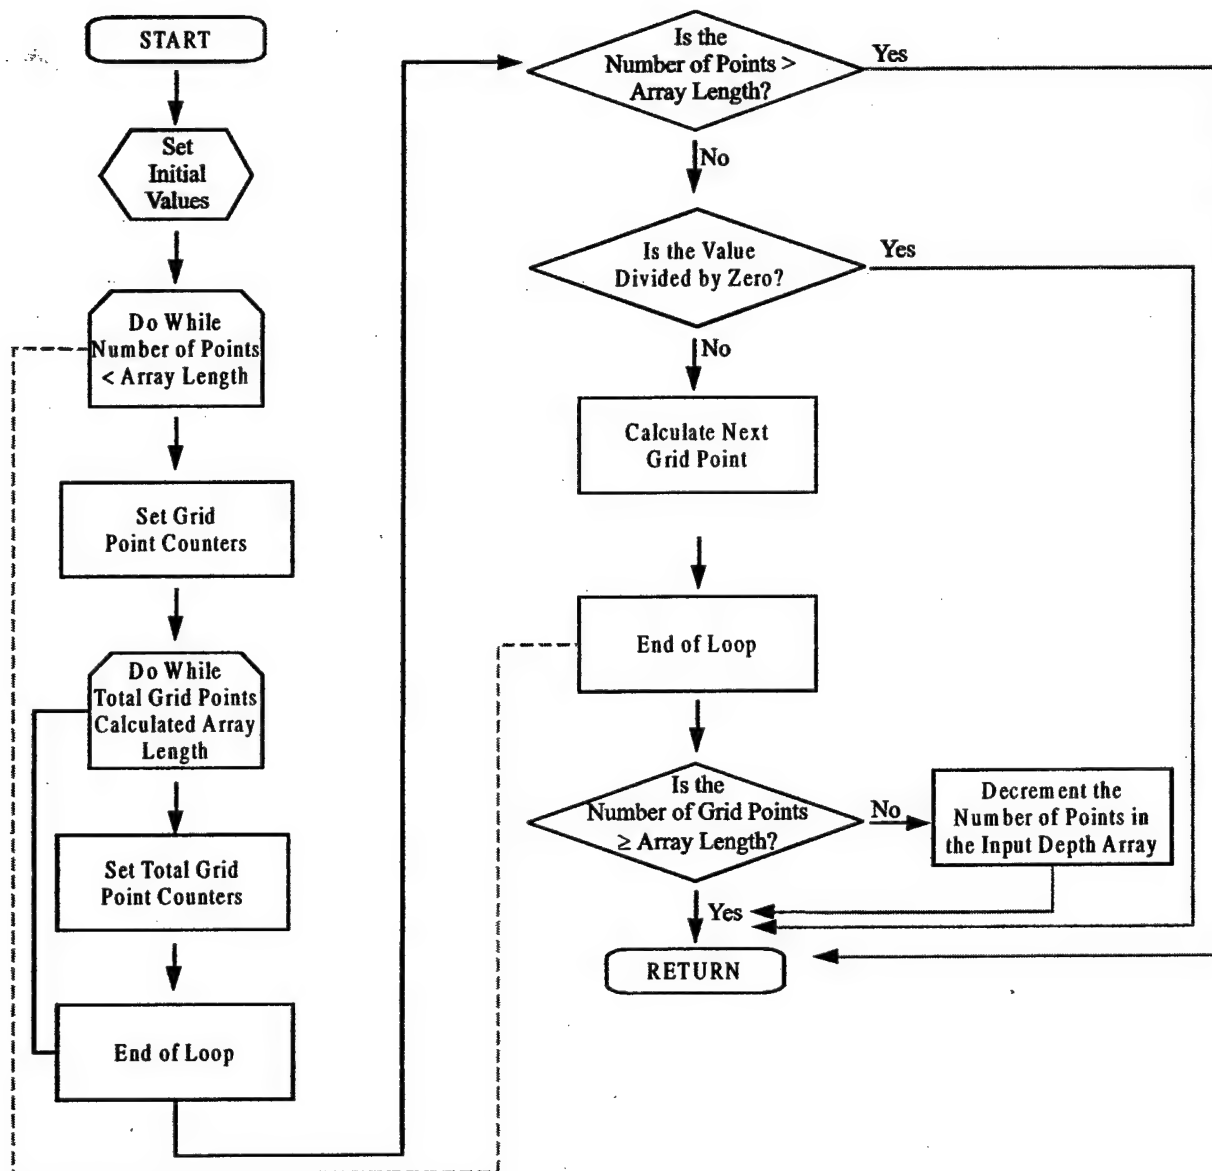 START
Set
Initial
Values
Do While
Number of Points
< Array Length
Set Grid
Point Counters
Do While
Total Grid Points
Calculated Array
Length
Set Total Grid
Point Counters
End of Loop
Is the
Number of Points >
Array Length?
Yes
No
Is the Value
Divided by Zero?
Yes
No
Calculate Next
Grid Point
End of Loop
Is the
Number of Grid Points
≥ Array Length?
No
Decrement the
Number of Points in
the Input Depth Array
Yes
RETURN